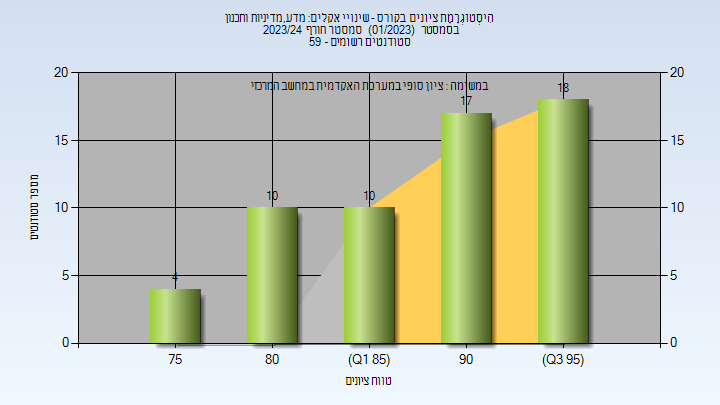 היסטוגרמת ציונים בקורס - שינויי אקלים: מדע,מדיניות ותכנון
בסמסטר (01/2023) סמסטר חורף 2023/24
סטודנטים רשומים - 59
במשימה : ציון סופי במערכת האקדמית במחשב המרכזי
20
15
10
5
0
20
15
10
5
0
4
10
10
17
18
75
80
(Q1 85)
90
(Q3 95)
מספר סטודנטים
טווח ציונים